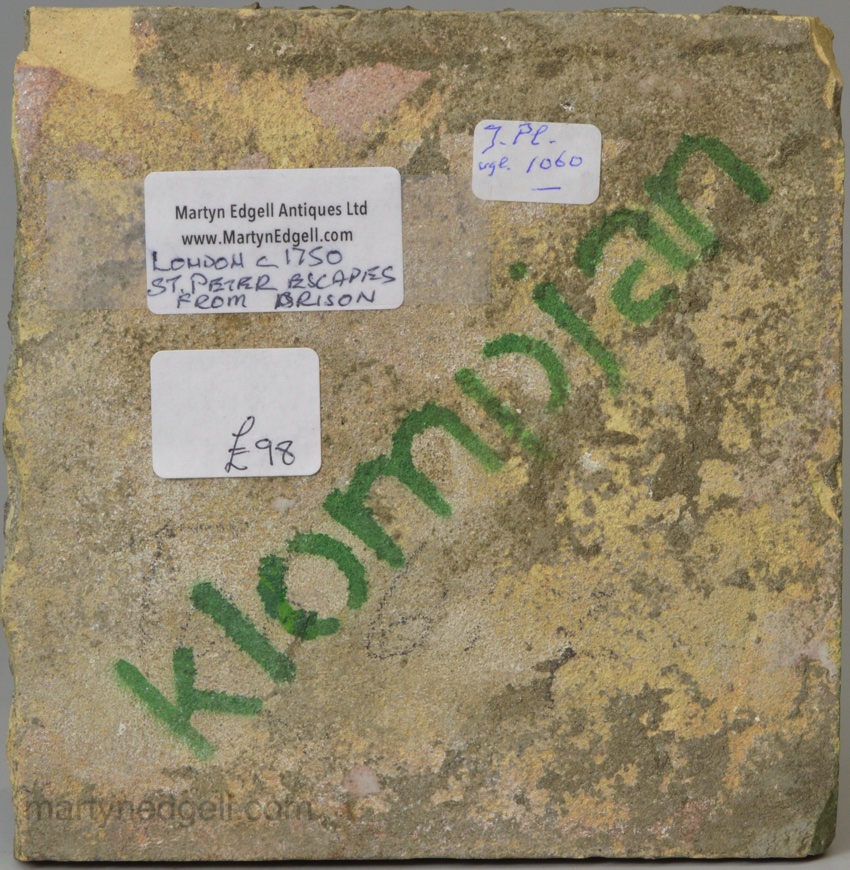 J. Pl.
vgl. 1060
Martyn Edgell Antiques Ltd
www.MartynEdgell.com
LONDON C 1750
ST. PETER ESCAPES
FROM PRISON
£98
klompjan
martynedgell.com